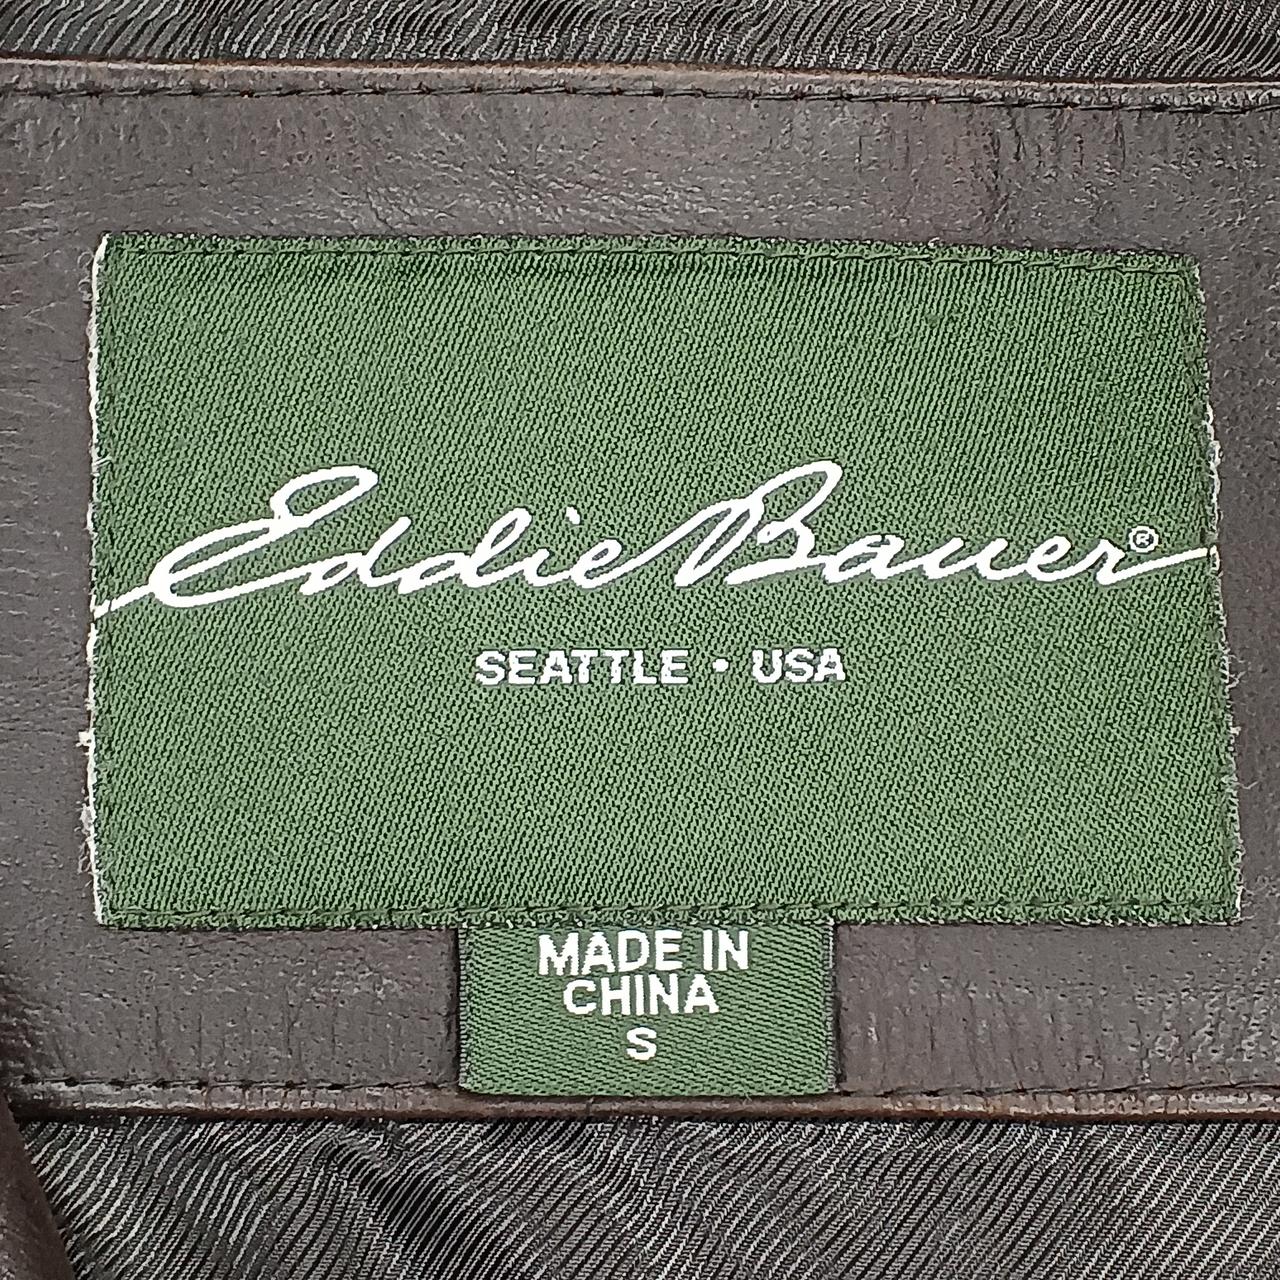 Eddie Bauer®
SEATTLE • USA
MADE IN
CHINA
S